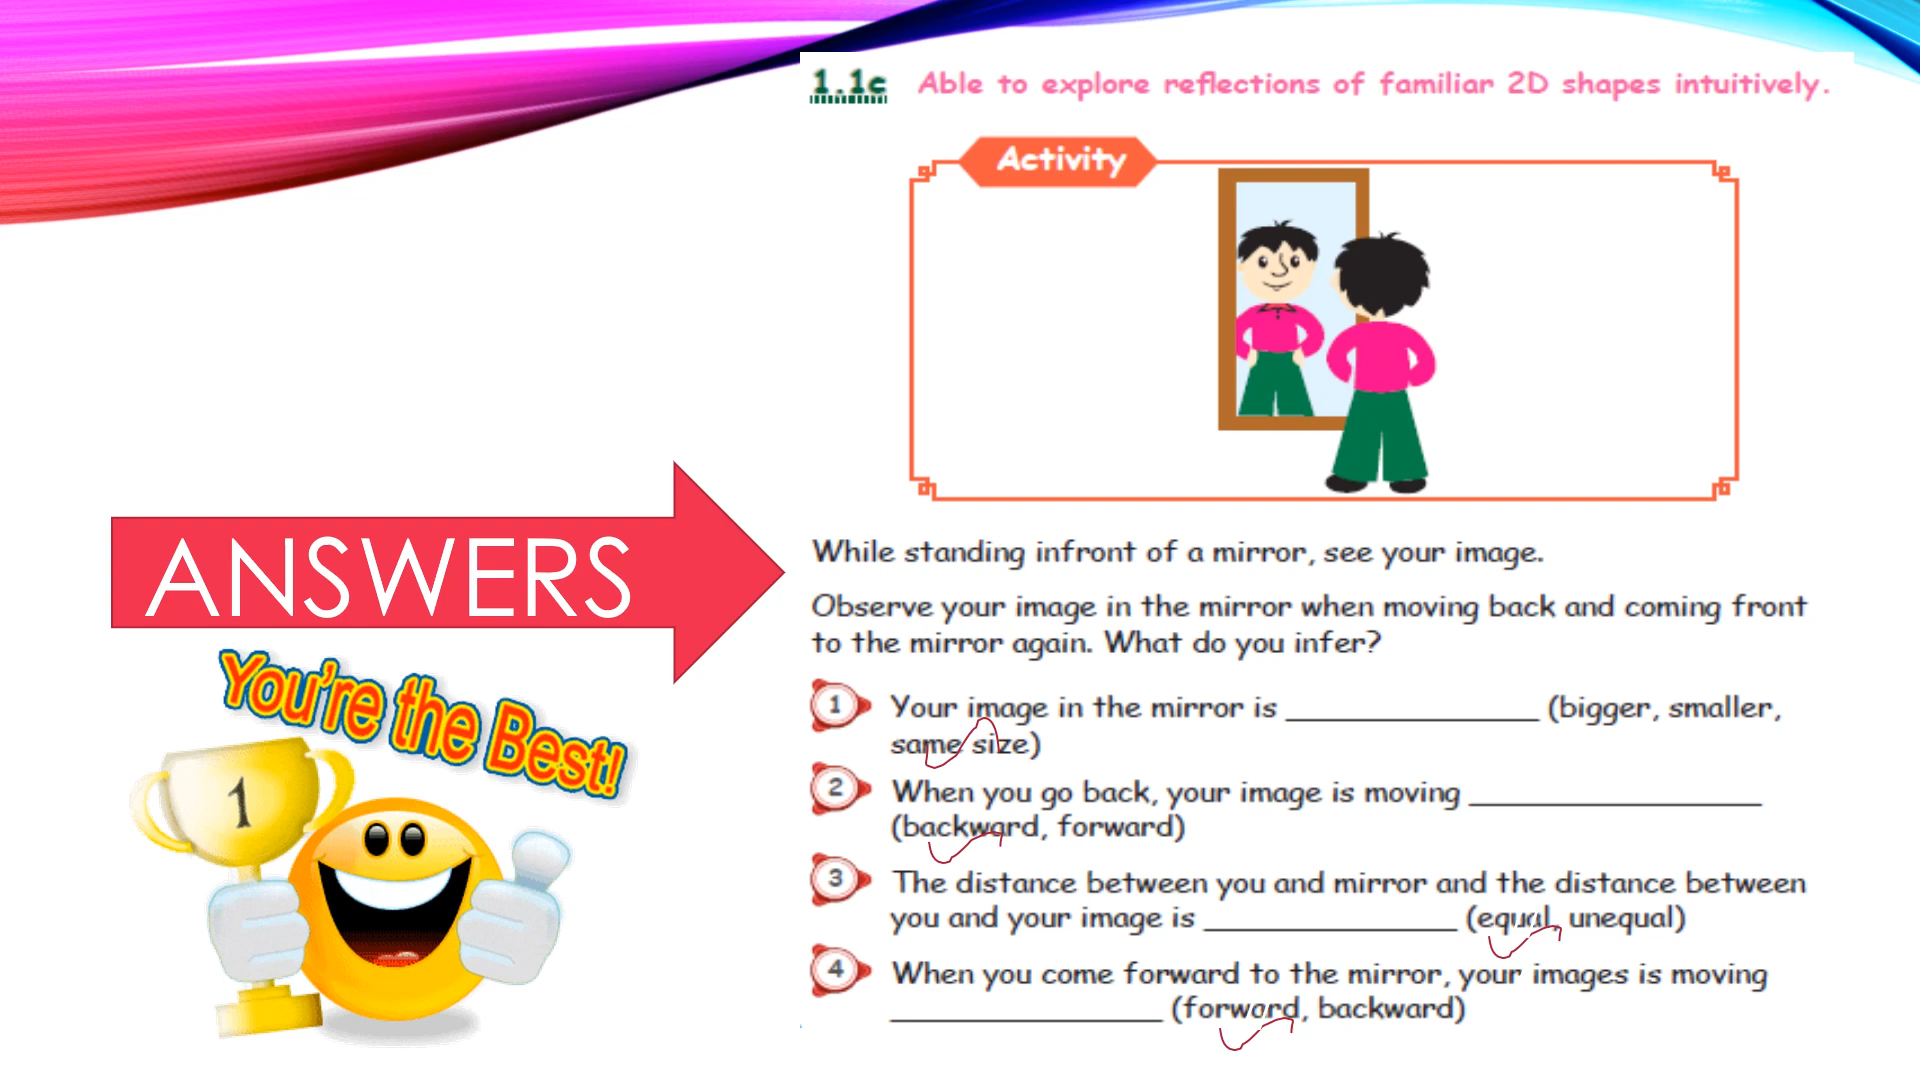 1.1c Able to explore reflections of familiar 2D shapes intuitively.
Activity
ANSWERS
You're the Best!
1
While standing infront of a mirror, see your image.
Observe your image in the mirror when moving back and coming front
to the mirror again. What do you infer?
1 Your image in the mirror is ______________ (bigger, smaller,
same size)
2 When you go back, your image is moving ________________
(backward, forward)
3 The distance between you and mirror and the distance between
you and your image is ______________ (equal, unequal)
4 When you come forward to the mirror, your images is moving
_______________ (forward, backward)